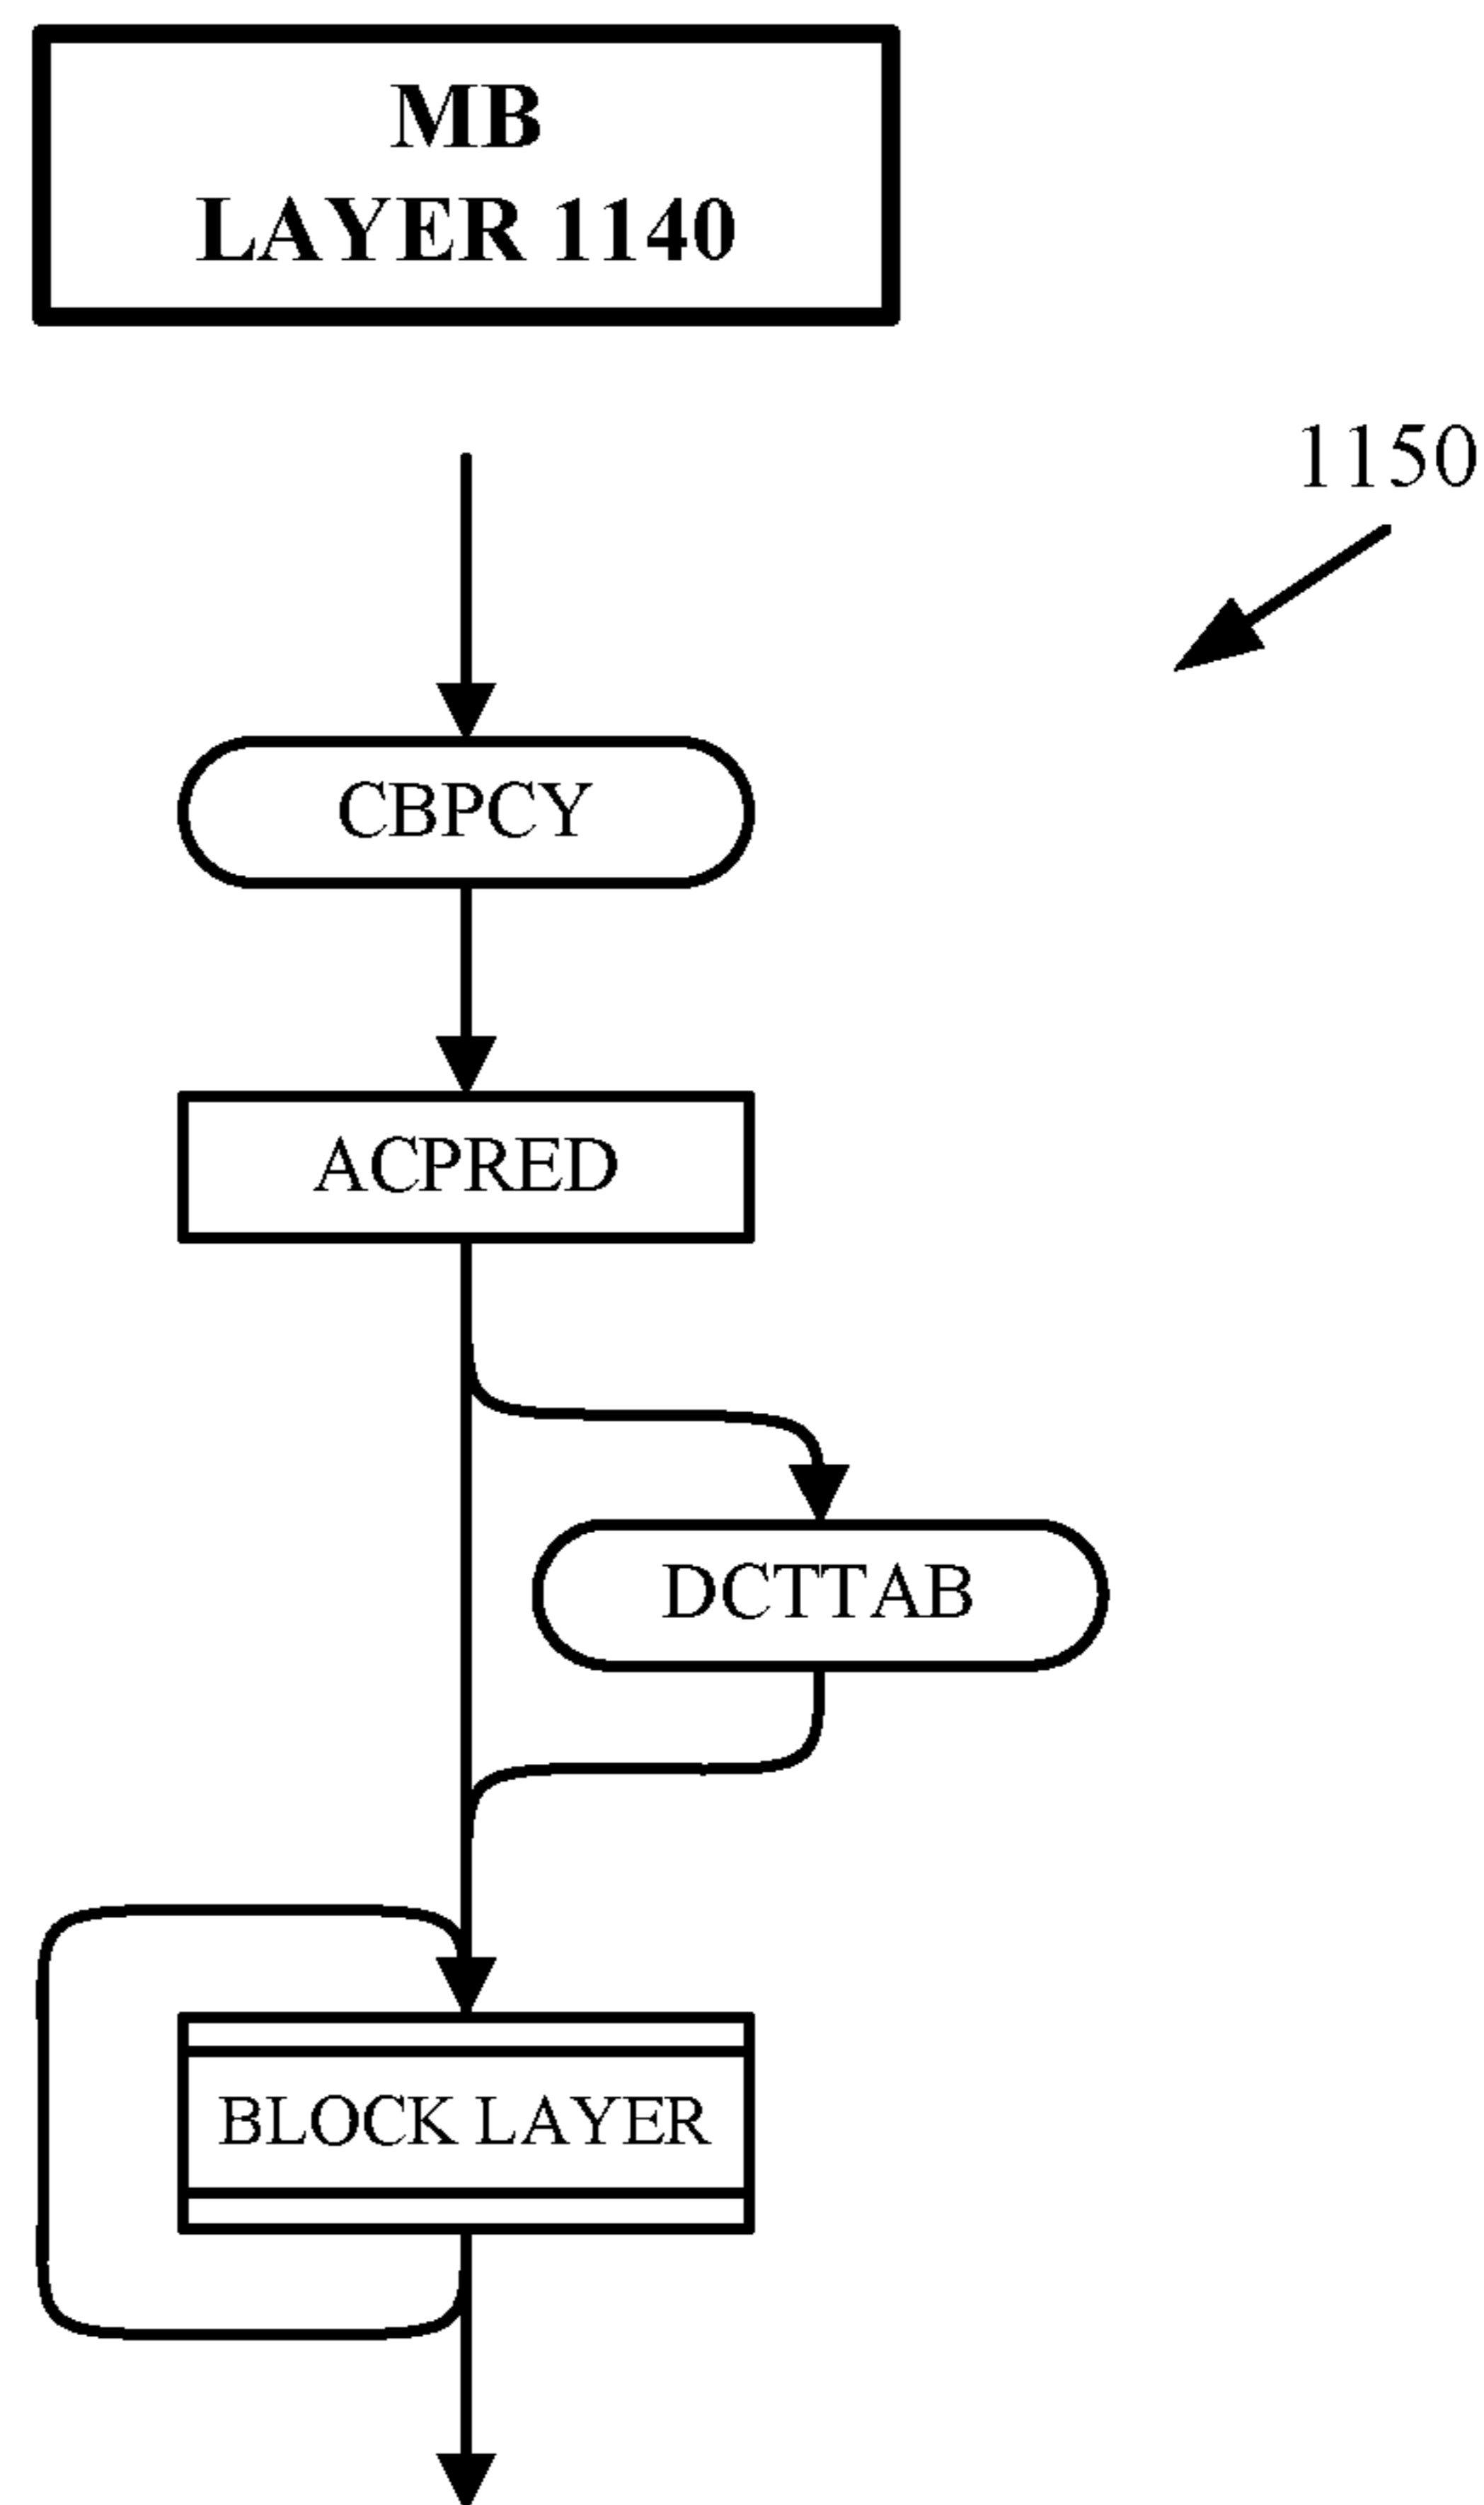 MB
LAYER 1140
1150
CBPCY
ACPRED
DCTTAB
BLOCK LAYER